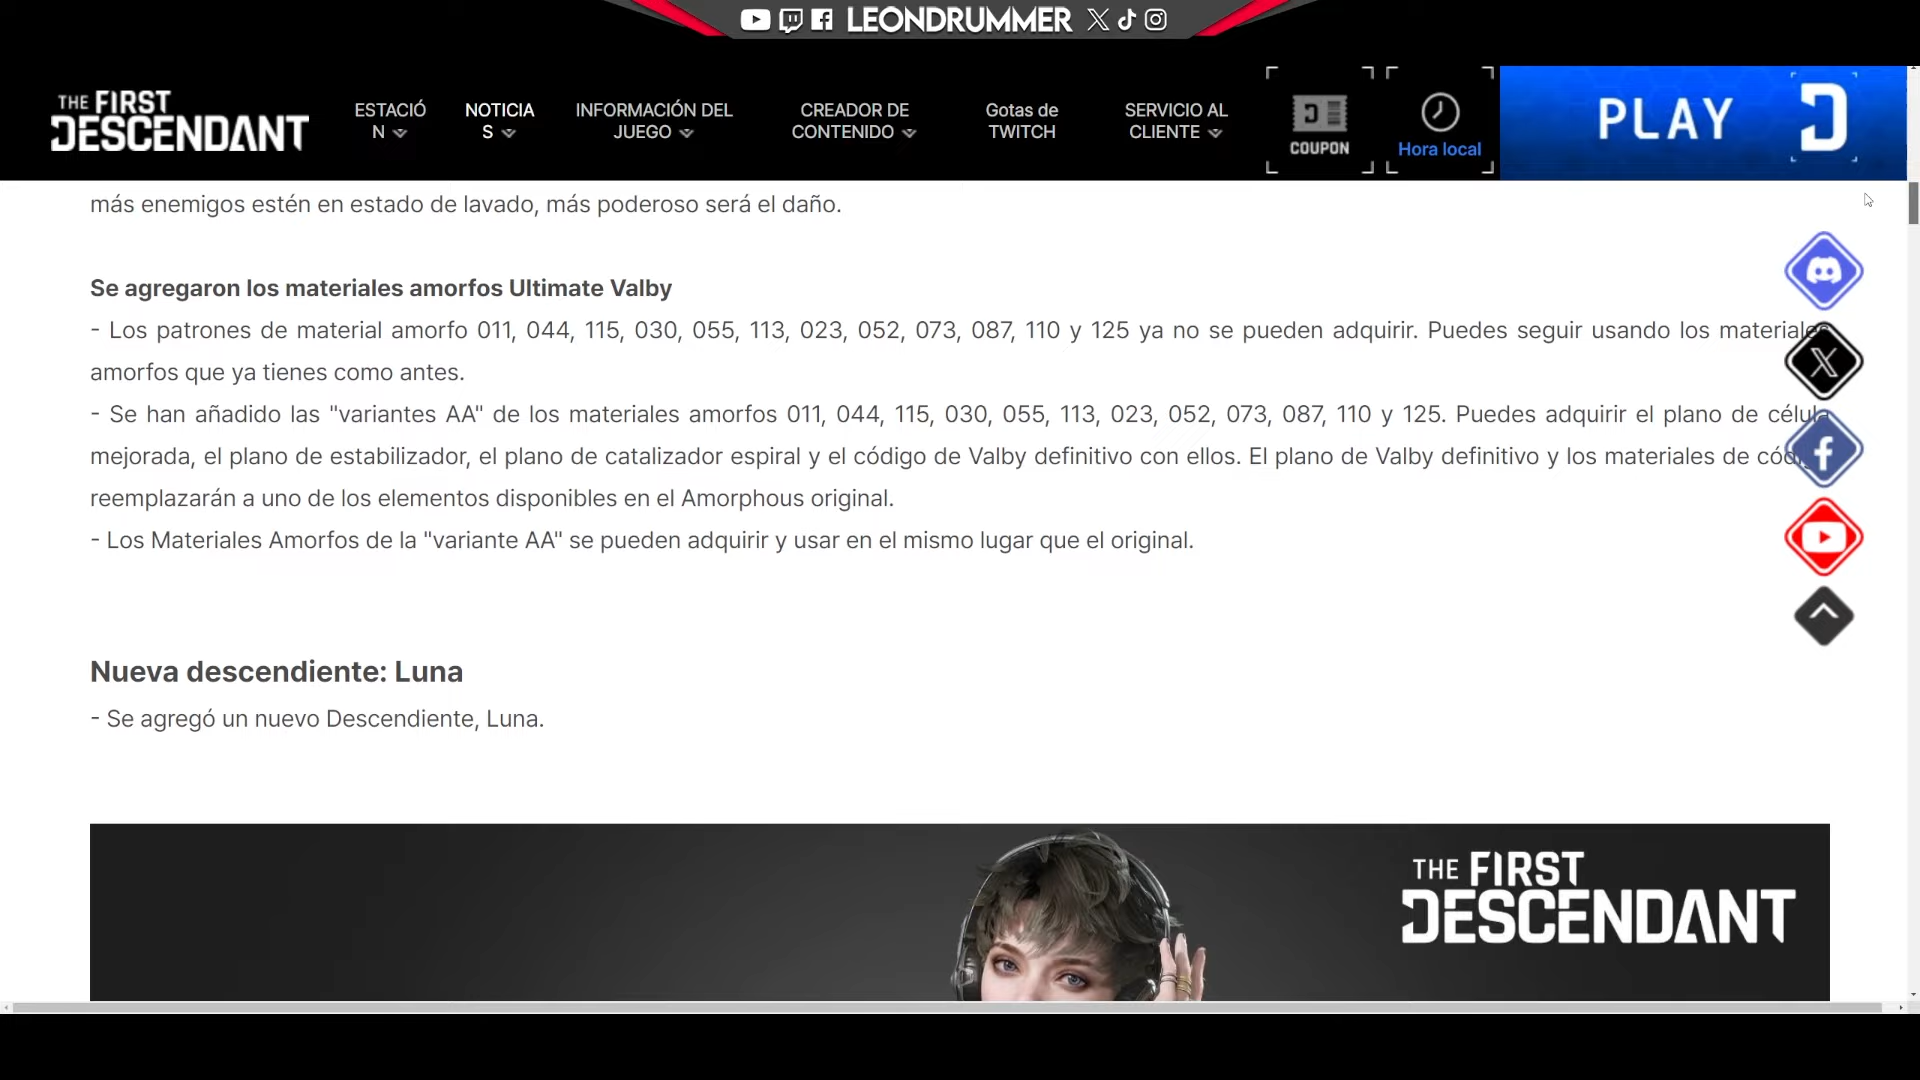 LEONDRUMMER
THE FIRST
DESCENDANT
ESTACIÓ
N
NOTICIA
S
INFORMACIÓN DEL
JUEGO
CREADOR DE
CONTENIDO
Gotas de
TWITCH
SERVICIO AL
CLIENTE
COUPON
Hora local
PLAY
más enemigos estén en estado de lavado, más poderoso será el daño.
Se agregaron los materiales amorfos Ultimate Valby
- Los patrones de material amorfo 011, 044, 115, 030, 055, 113, 023, 052, 073, 087, 110 y 125 ya no se pueden adquirir. Puedes seguir usando los materiales
amorfos que ya tienes como antes.
- Se han añadido las "variantes AA" de los materiales amorfos 011, 044, 115, 030, 055, 113, 023, 052, 073, 087, 110 y 125. Puedes adquirir el plano de célula
mejorada, el plano de estabilizador, el plano de catalizador espiral y el código de Valby definitivo con ellos. El plano de Valby definitivo y los materiales de código
reemplazarán a uno de los elementos disponibles en el Amorphous original.
- Los Materiales Amorfos de la "variante AA" se pueden adquirir y usar en el mismo lugar que el original.
Nueva descendiente: Luna
- Se agregó un nuevo Descendiente, Luna.
THE FIRST
DESCENDANT